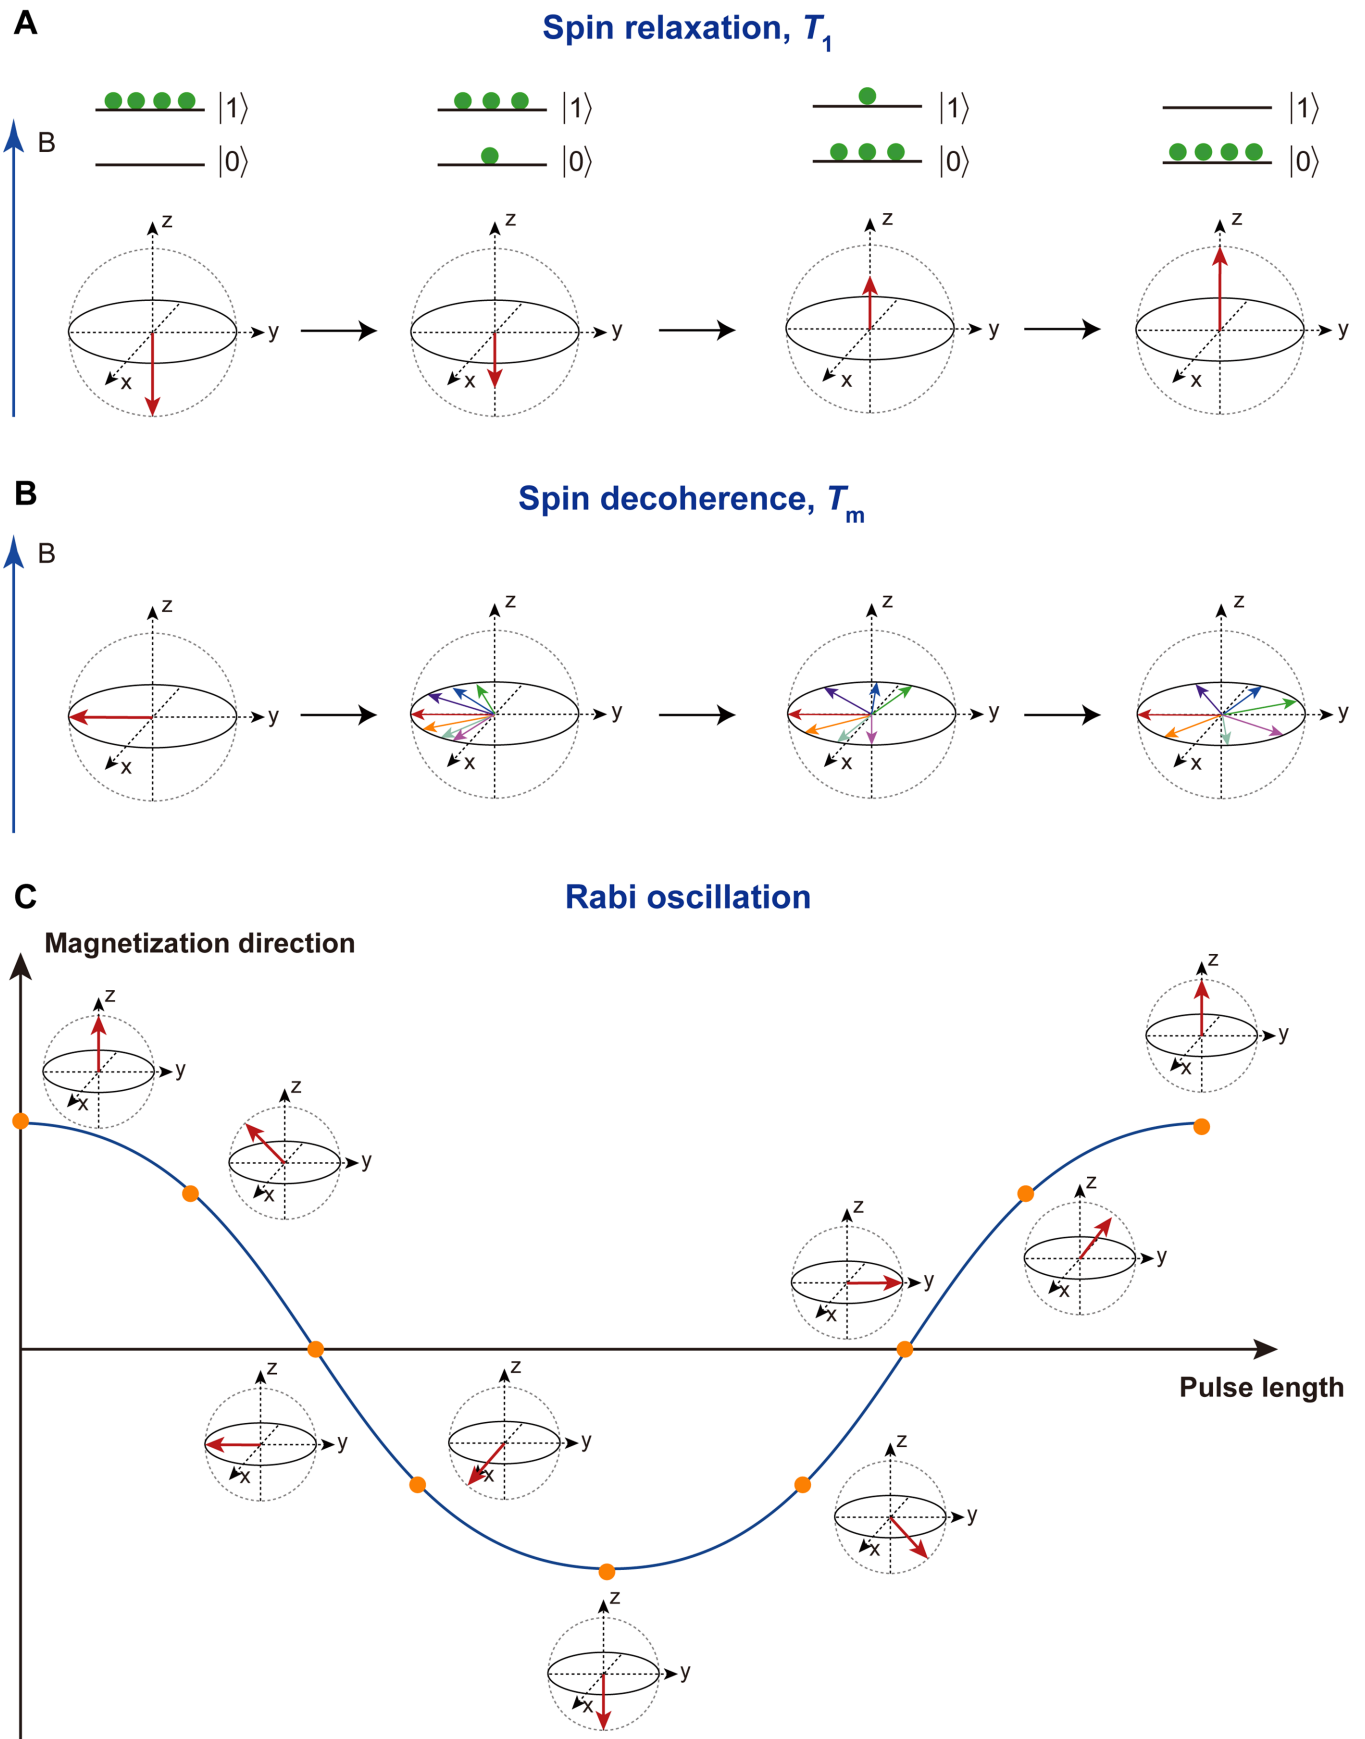 A
Spin relaxation, T1
B
|1⟩ |1⟩ |1⟩ |1⟩
|0⟩ |0⟩ |0⟩ |0⟩
z z z z
y y y y
x x x x
B
Spin decoherence, Tm
B
z z z z
y y y y
x x x x
C
Rabi oscillation
Magnetization direction
z
y
x
z
y
x
z
y
x
z
y
x
z
y
x
z
y
x
Pulse length
z
y
x
z
y
x
z
y
x